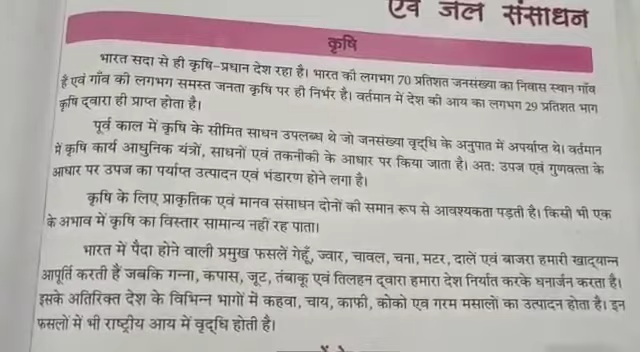 एवं जल संसाधन
कृषि
भारत सदा से ही कृषि-प्रधान देश रहा है। भारत की लगभग 70 प्रतिशत जनसंख्या का निवास स्थान गाँव
है एवं गाँव की लगभग समस्त जनता कृषि पर ही निर्भर है। वर्तमान में देश की आय का लगभग 29 प्रतिशत भाग
कृषि द्वारा ही प्राप्त होता है।
पूर्व काल में कृषि के सीमित साधन उपलब्ध थे जो जनसंख्या वृद्धि के अनुपात में अपर्याप्त थे। वर्तमान
में कृषि कार्य आधुनिक यंत्रों, साधनों एवं तकनीकी के आधार पर किया जाता है। अत: उपज एवं गुणवत्ता के
आधार पर उपज का पर्याप्त उत्पादन एवं भंडारण होने लगा है।
कृषि के लिए प्राकृतिक एवं मानव संसाधन दोनों की समान रूप से आवश्यकता पड़ती है। किसी भी एक
के अभाव में कृषि का विस्तार सामान्य नहीं रह पाता।
भारत में पैदा होने वाली प्रमुख फसलें गेहूँ, ज्वार, चावल, चना, मटर, दालें एवं बाजरा हमारी खाद्यान्न
आपूर्ति करती हैं जबकि गन्ना, कपास, जूट, तंबाकू एवं तिलहन द्वारा हमारा देश निर्यात करके धनार्जन करता है।
इसके अतिरिक्त देश के विभिन्न भागों में कहवा, चाय, काफी, कोको एवं गरम मसालों का उत्पादन होता है। इन
फसलों में भी राष्ट्रीय आय में वृद्धि होती है।